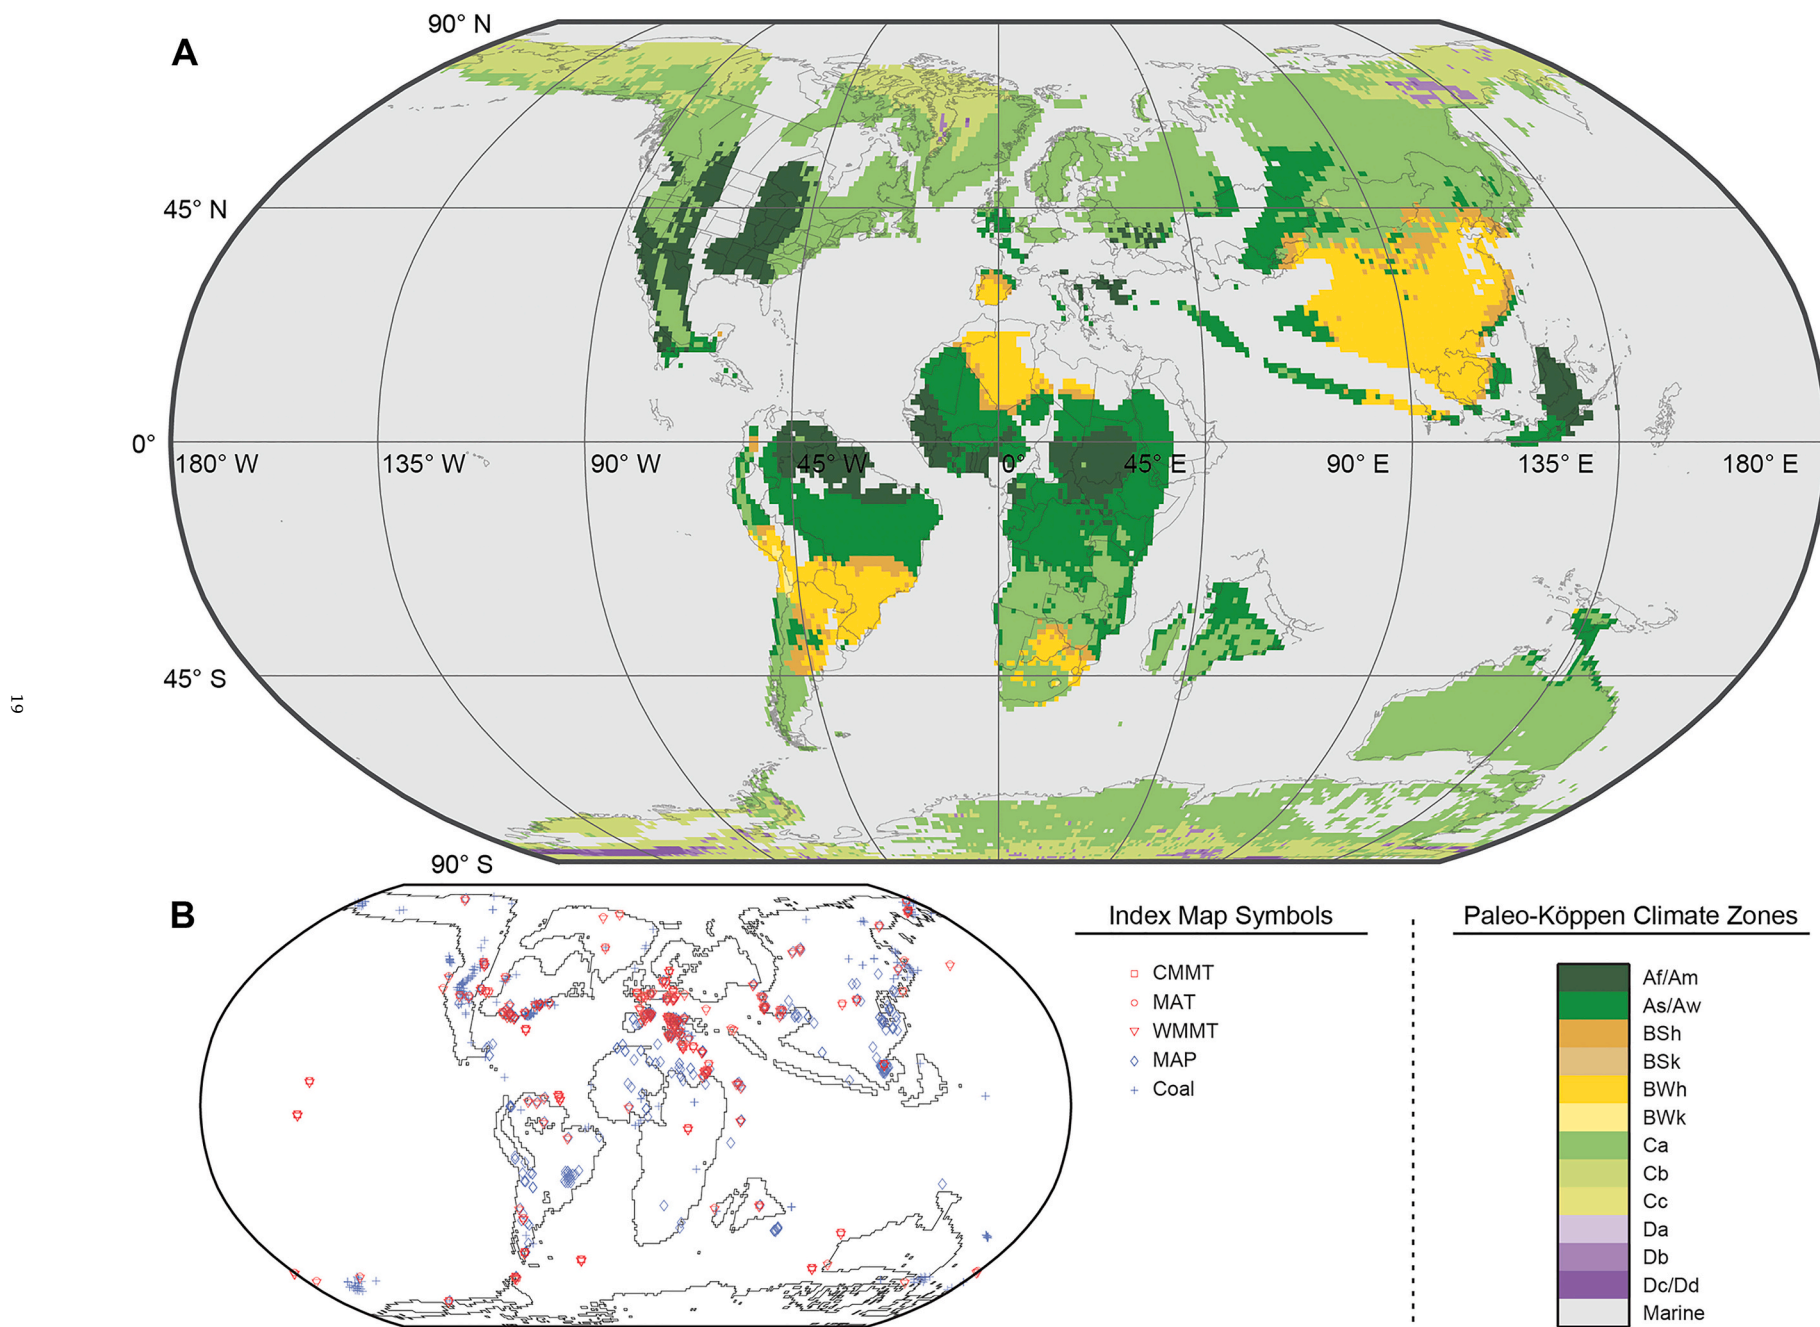 A
90° N
45° N
0°
180° W
135° W
90° W
45° W
0°
45° E
90° E
135° E
180° E
45° S
19
90° S
B
Index Map Symbols
CMMT
MAT
WMMT
MAP
Coal
Paleo-Köppen Climate Zones
Af/Am
As/Aw
BSh
BSk
BWh
BWk
Ca
Cb
Cc
Da
Db
Dc/Dd
Marine